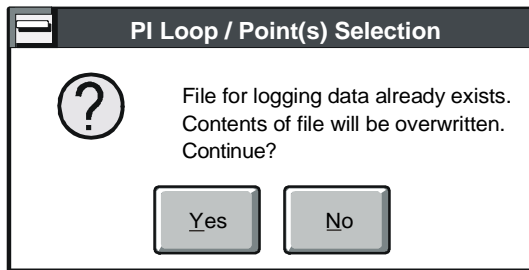 PI Loop / Point(s) Selection
?
File for logging data already exists.
Contents of file will be overwritten.
Continue?
Yes
No